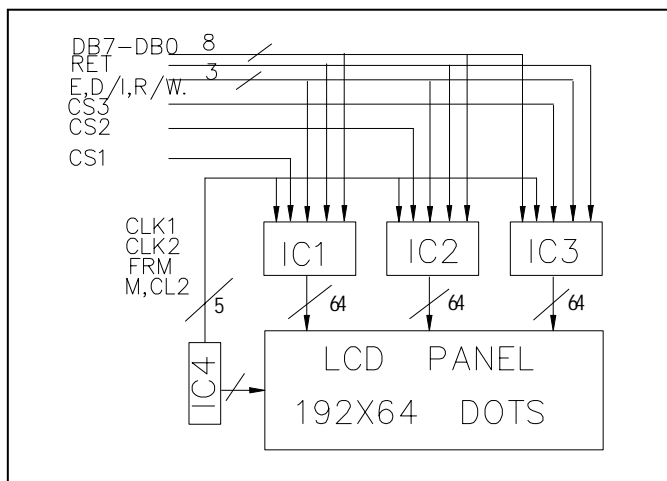 DB7-DB0 8
RET
E,D/I,R/W. 3
CS3
CS2
CS1
CLK1
CLK2
FRM
M,CL2
5
IC1
IC2
IC3
64
64
64
IC4
LCD PANEL
192X64 DOTS